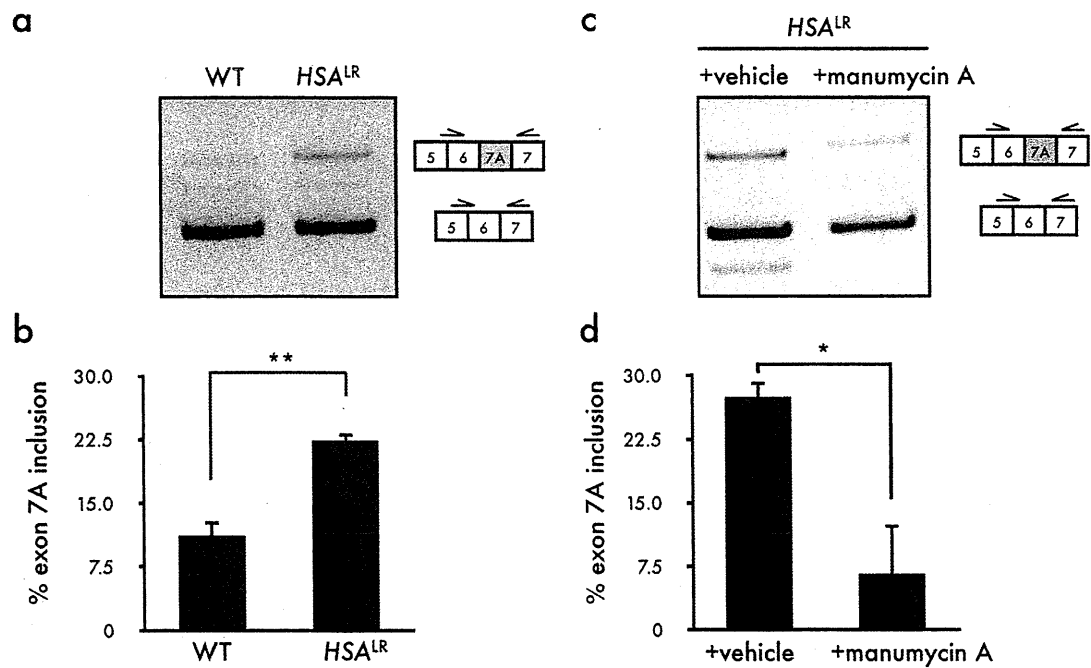 a
WT HSALR
5 6 7A 7
5 6 7
b
**
% exon 7A inclusion
30.0
22.5
15.0
7.5
0
WT HSALR
c
HSALR
+vehicle +manumycin A
5 6 7A 7
5 6 7
d
*
% exon 7A inclusion
30.0
22.5
15.0
7.5
0
+vehicle +manumycin A